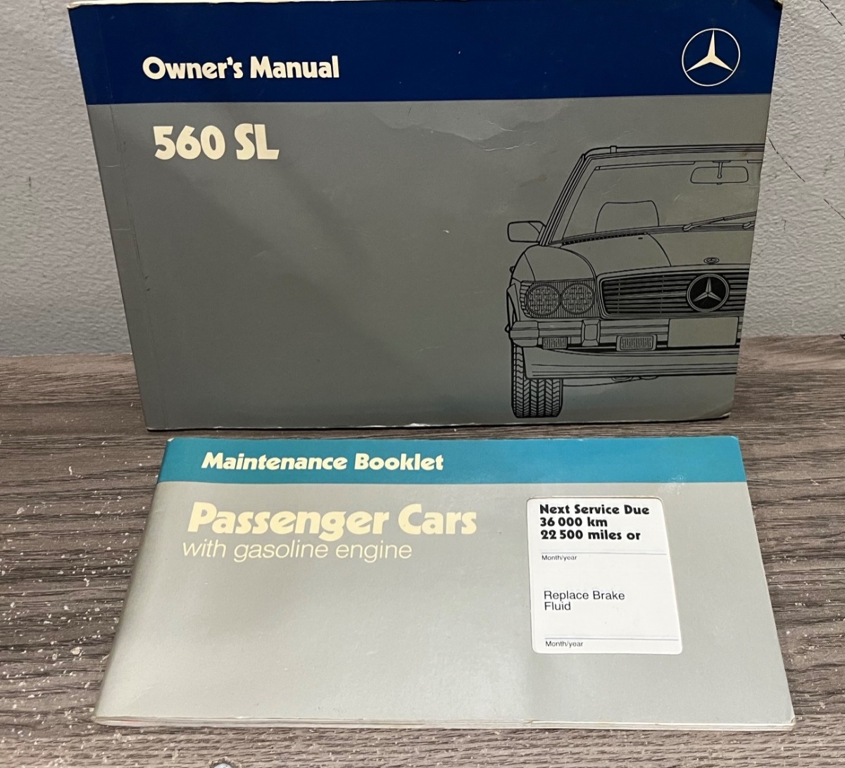 Owner's Manual
560 SL
Maintenance Booklet
Passenger Cars
with gasoline engine
Next Service Due
36 000 km
22 500 miles or
Month/year
Replace Brake
Fluid
Month/year